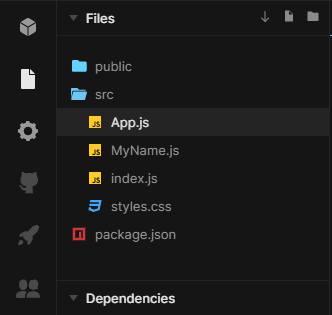 Files
public
src
App.js
MyName.js
index.js
styles.css
package.json
Dependencies